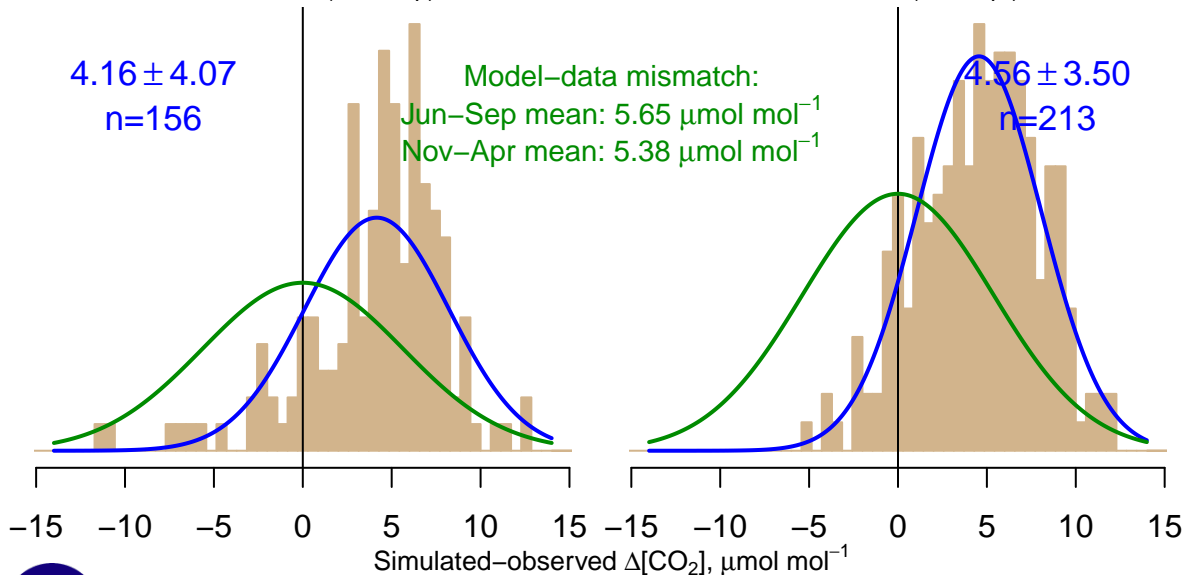 4.16 ± 4.07
n=156
Model−data mismatch:
Jun−Sep mean: 5.65 μmol mol⁻¹
Nov−Apr mean: 5.38 μmol mol⁻¹
4.56 ± 3.50
n=213
−15 −10 −5 0 5 10 15
−15 −10 −5 0 5 10 15
Simulated−observed Δ[CO₂], μmol mol⁻¹